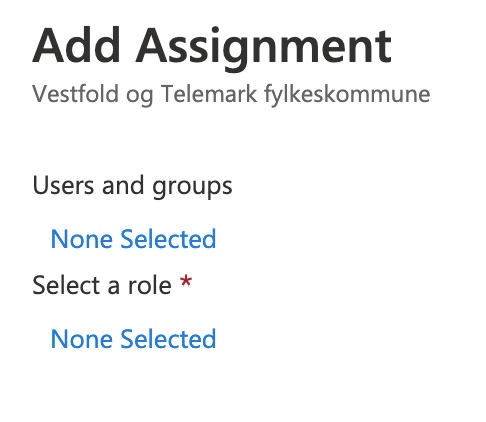 Add Assignment
Vestfold og Telemark fylkeskommune
Users and groups
None Selected
Select a role *
None Selected